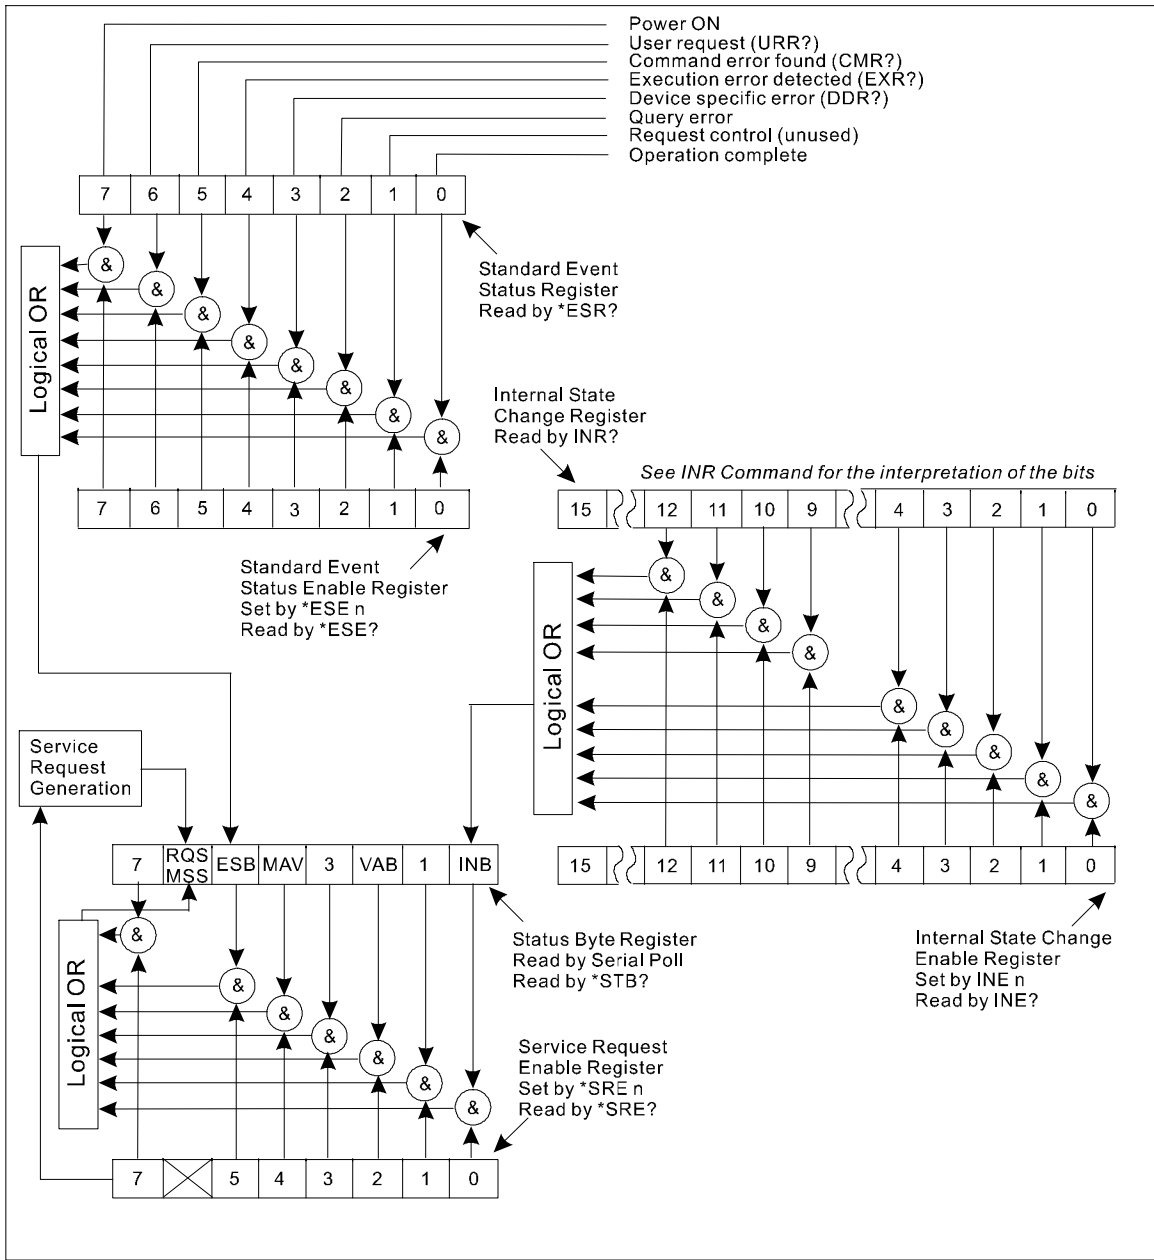 Power ON
User request (URR?)
Command error found (CMR?)
Execution error detected (EXR?)
Device specific error (DDR?)
Query error
Request control (unused)
Operation complete
7 6 5 4 3 2 1 0
Logical OR
&
&
&
&
&
&
&
&
Standard Event
Status Register
Read by *ESR?
7 6 5 4 3 2 1 0
Standard Event
Status Enable Register
Set by *ESE n
Read by *ESE?
Internal State
Change Register
Read by INR?
See INR Command for the interpretation of the bits
15 12 11 10 9 4 3 2 1 0
Logical OR
&
&
&
&
&
&
&
&
&
15 12 11 10 9 4 3 2 1 0
Internal State Change
Enable Register
Set by INE n
Read by INE?
Service
Request
Generation
7 RQS MSS ESB MAV 3 VAB 1 INB
Logical OR
&
&
&
&
&
&
&
Status Byte Register
Read by Serial Poll
Read by *STB?
Service Request
Enable Register
Set by *SRE n
Read by *SRE?
7 5 4 3 2 1 0